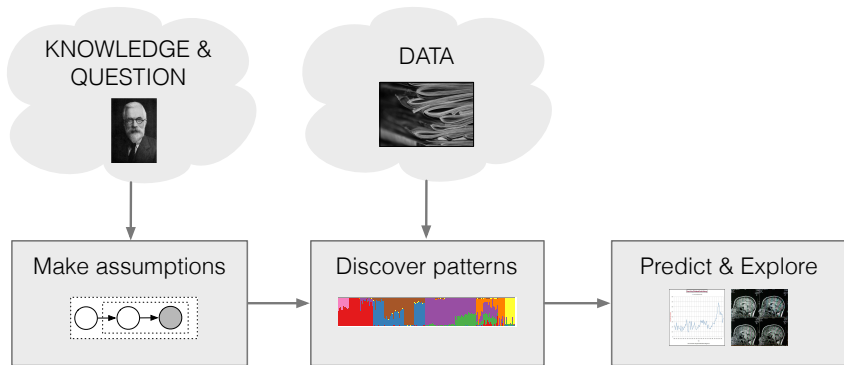 KNOWLEDGE &
QUESTION
DATA
Make assumptions
Discover patterns
Predict & Explore